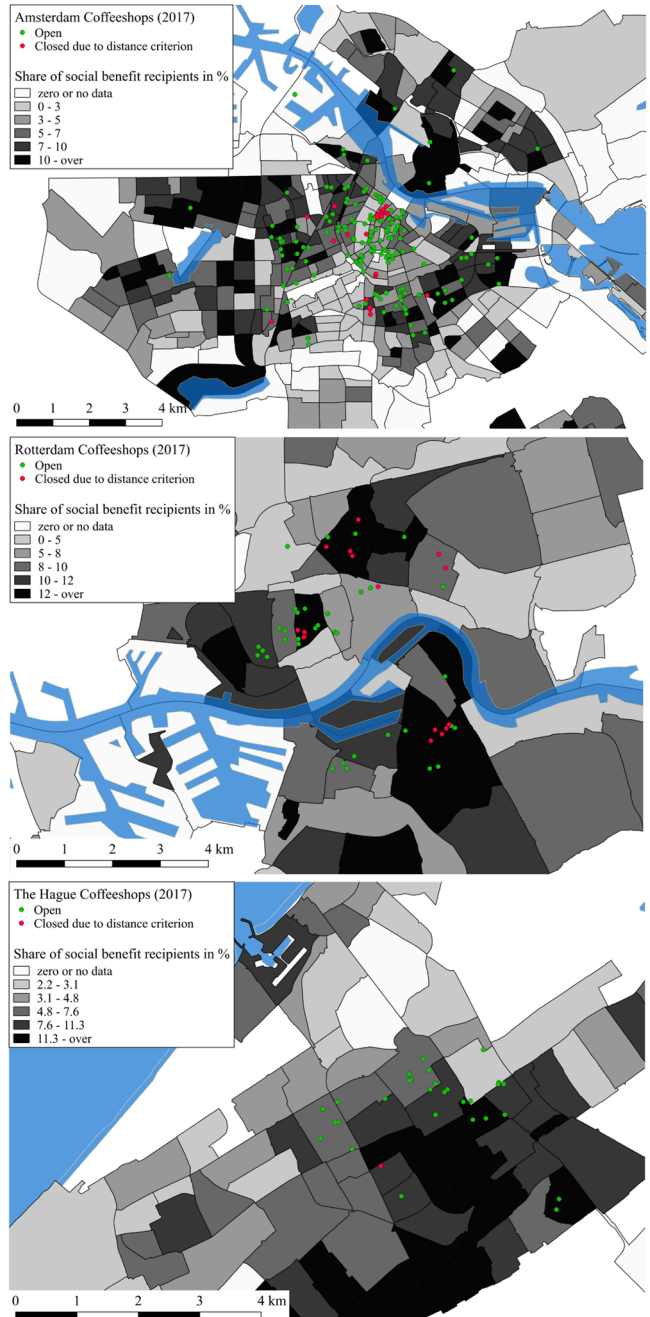 Amsterdam Coffeeshops (2017)
Open
Closed due to distance criterion
Share of social benefit recipients in %
zero or no data
0 - 3
3 - 5
5 - 7
7 - 10
10 - over
0 1 2 3 4 km
Rotterdam Coffeeshops (2017)
Open
Closed due to distance criterion
Share of social benefit recipients in %
zero or no data
0 - 5
5 - 8
8 - 10
10 - 12
12 - over
0 1 2 3 4 km
The Hague Coffeeshops (2017)
Open
Closed due to distance criterion
Share of social benefit recipients in %
zero or no data
2.2 - 3.1
3.1 - 4.8
4.8 - 7.6
7.6 - 11.3
11.3 - over
0 1 2 3 4 km